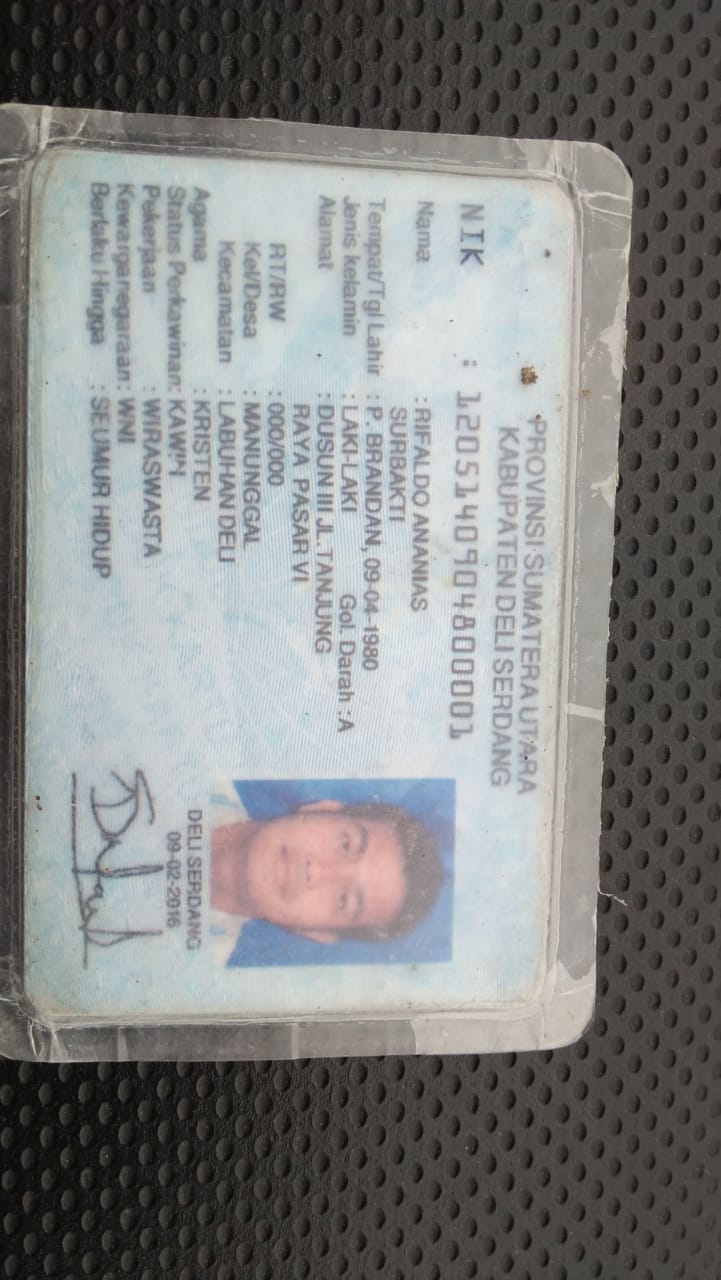 PROVINSI SUMATERA UTARA
KABUPATEN DELI SERDANG
NIK : 1205140904800001
Nama : RIFALDO ANANIAS
SURBAKTI
Tempat/Tgl Lahir : P. BRANDAN, 09-04-1980
Jenis kelamin : LAKI-LAKI Gol. Darah : A
Alamat : DUSUN III JL. TANJUNG
RAYA PASAR VI
RT/RW : 000/000
Kel/Desa : MANUNGGAL
Kecamatan : LABUHAN DELI
Agama : KRISTEN
Status Perkawinan: KAWIN
Pekerjaan : WIRASWASTA
Kewarganegaraan: WNI
Berlaku Hingga : SEUMUR HIDUP
DELI SERDANG
09-02-2016